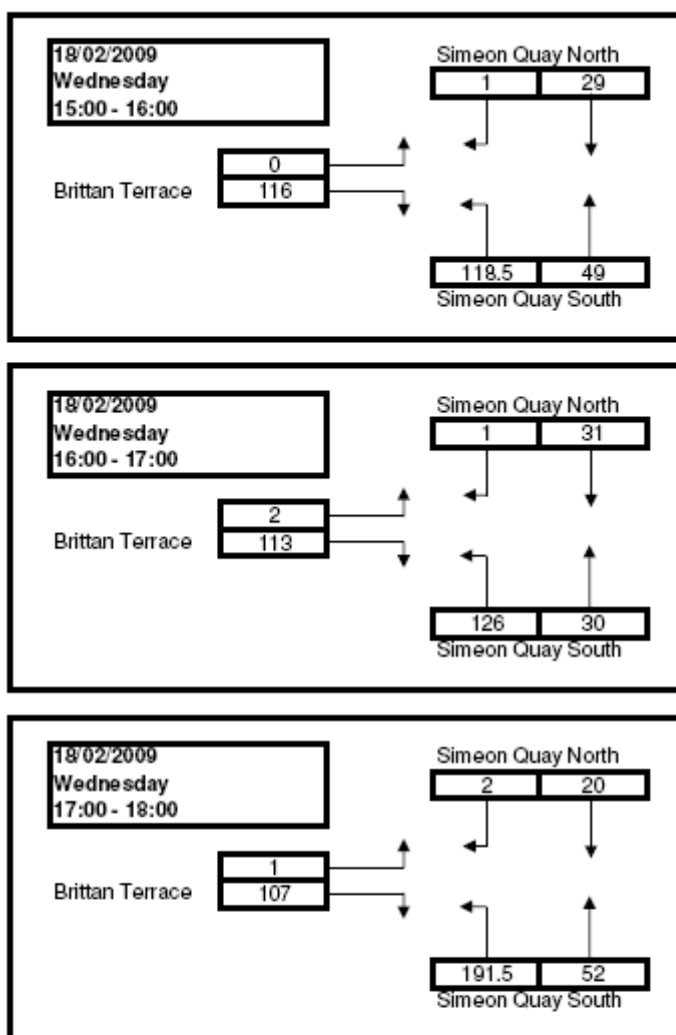 18/02/2009
Wednesday
15:00 - 16:00
Simeon Quay North
1 29
0
Brittan Terrace 116
118.5 49
Simeon Quay South
18/02/2009
Wednesday
16:00 - 17:00
Simeon Quay North
1 31
2
Brittan Terrace 113
126 30
Simeon Quay South
18/02/2009
Wednesday
17:00 - 18:00
Simeon Quay North
2 20
1
Brittan Terrace 107
191.5 52
Simeon Quay South